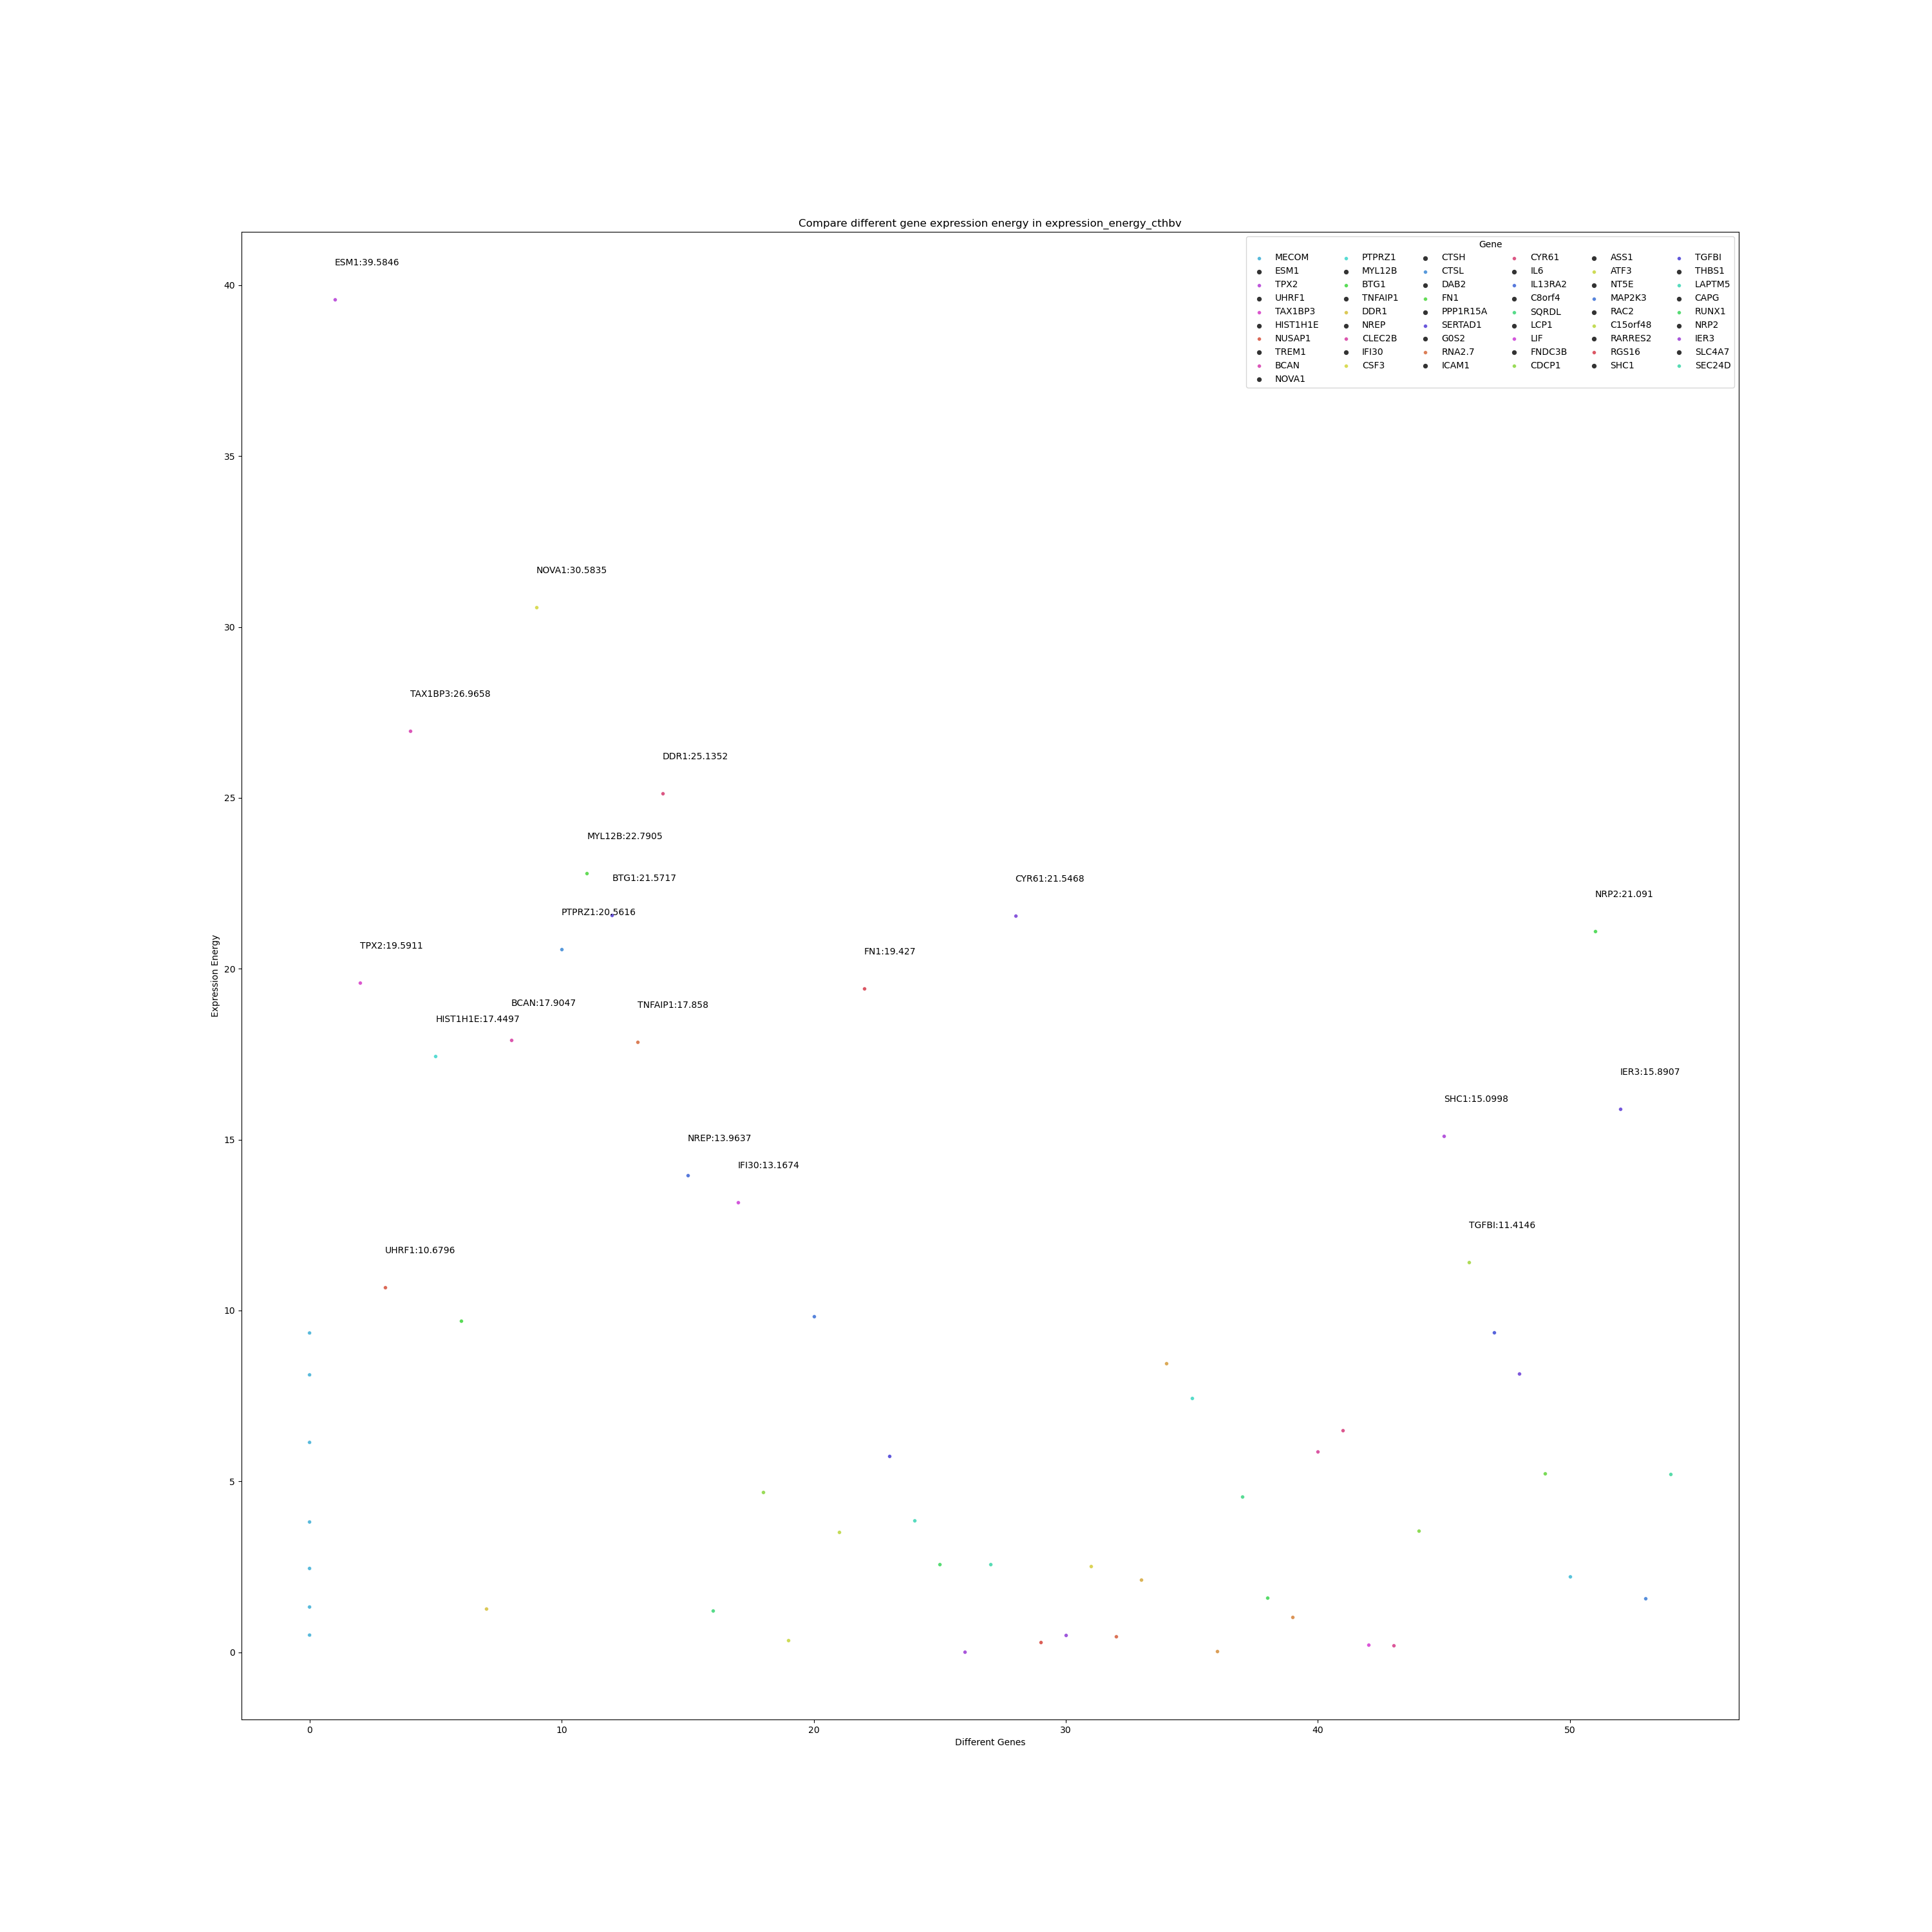 Compare different gene expression energy in expression_energy_cthbv
Gene
MECOM PTPRZ1 CTSH CYR61 ASS1 TGFBI
ESM1 MYL12B CTSL IL6 ATF3 THBS1
TPX2 BTG1 DAB2 IL13RA2 NT5E LAPTM5
UHRF1 TNFAIP1 FN1 C8orf4 MAP2K3 CAPG
TAX1BP3 DDR1 PPP1R15A SQRDL RAC2 RUNX1
HIST1H1E NREP SERTAD1 LCP1 C15orf48 NRP2
NUSAP1 CLEC2B G0S2 LIF RARRES2 IER3
TREM1 IFI30 RNA2.7 FNDC3B RGS16 SLC4A7
BCAN CSF3 ICAM1 CDCP1 SHC1 SEC24D
NOVA1
ESM1:39.5846
40
35
NOVA1:30.5835
30
TAX1BP3:26.9658
DDR1:25.1352
25
MYL12B:22.7905
BTG1:21.5717
CYR61:21.5468
NRP2:21.091
PTPRZ1:20.5616
TPX2:19.5911
FN1:19.427
20
BCAN:17.9047
TNFAIP1:17.858
HIST1H1E:17.4497
IER3:15.8907
SHC1:15.0998
15
NREP:13.9637
IFI30:13.1674
TGFBI:11.4146
UHRF1:10.6796
10
5
0
Expression Energy
0 10 20 30 40 50
Different Genes